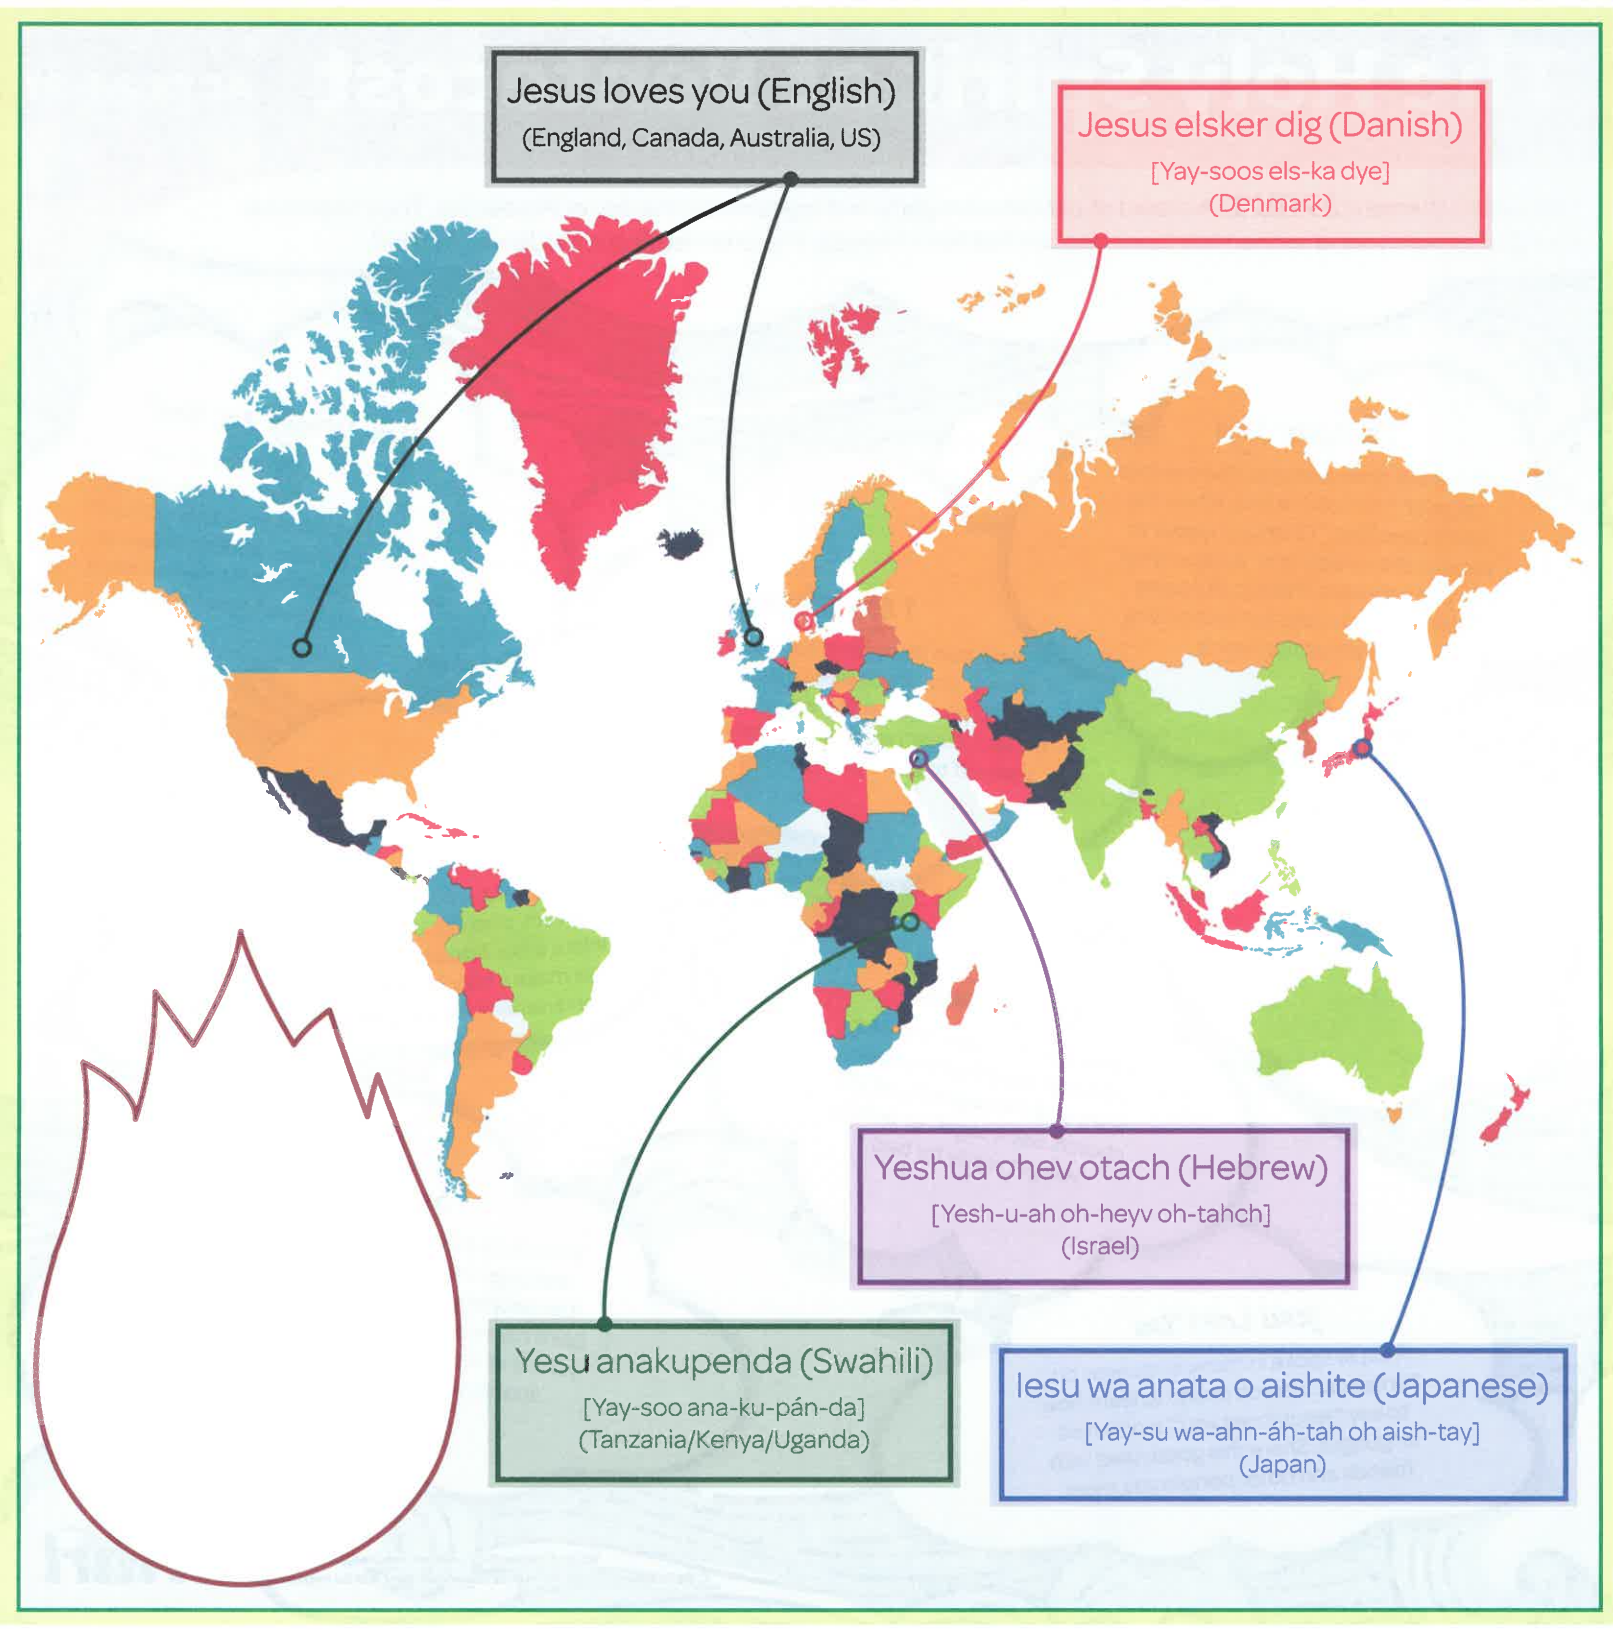 Jesus loves you (English)
(England, Canada, Australia, US)
Jesus elsker dig (Danish)
[Yay-soos els-ka dye]
(Denmark)
Yeshua ohev otach (Hebrew)
[Yesh-u-ah oh-heyv oh-tahch]
(Israel)
Yesu anakupenda (Swahili)
[Yay-soo ana-ku-pán-da]
(Tanzania/Kenya/Uganda)
Iesu wa anata o aishite (Japanese)
[Yay-su wa-ahn-áh-tah oh aish-tay]
(Japan)